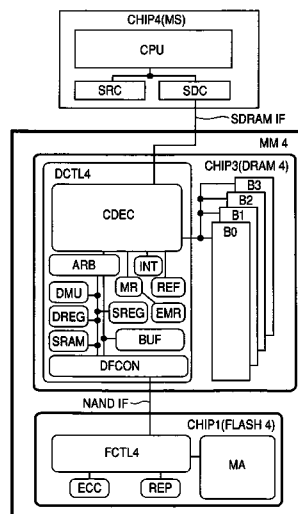 CHIP4(MS)
CPU
SRC
SDC
SDRAM IF
MM 4
CHIP3(DRAM 4)
DCTL4
B3
B2
B1
B0
CDEC
ARB
INT
DMU
MR
REF
DREG
SREG
EMR
SRAM
BUF
DFCON
NAND IF
CHIP1(FLASH 4)
FCTL4
MA
ECC
REP